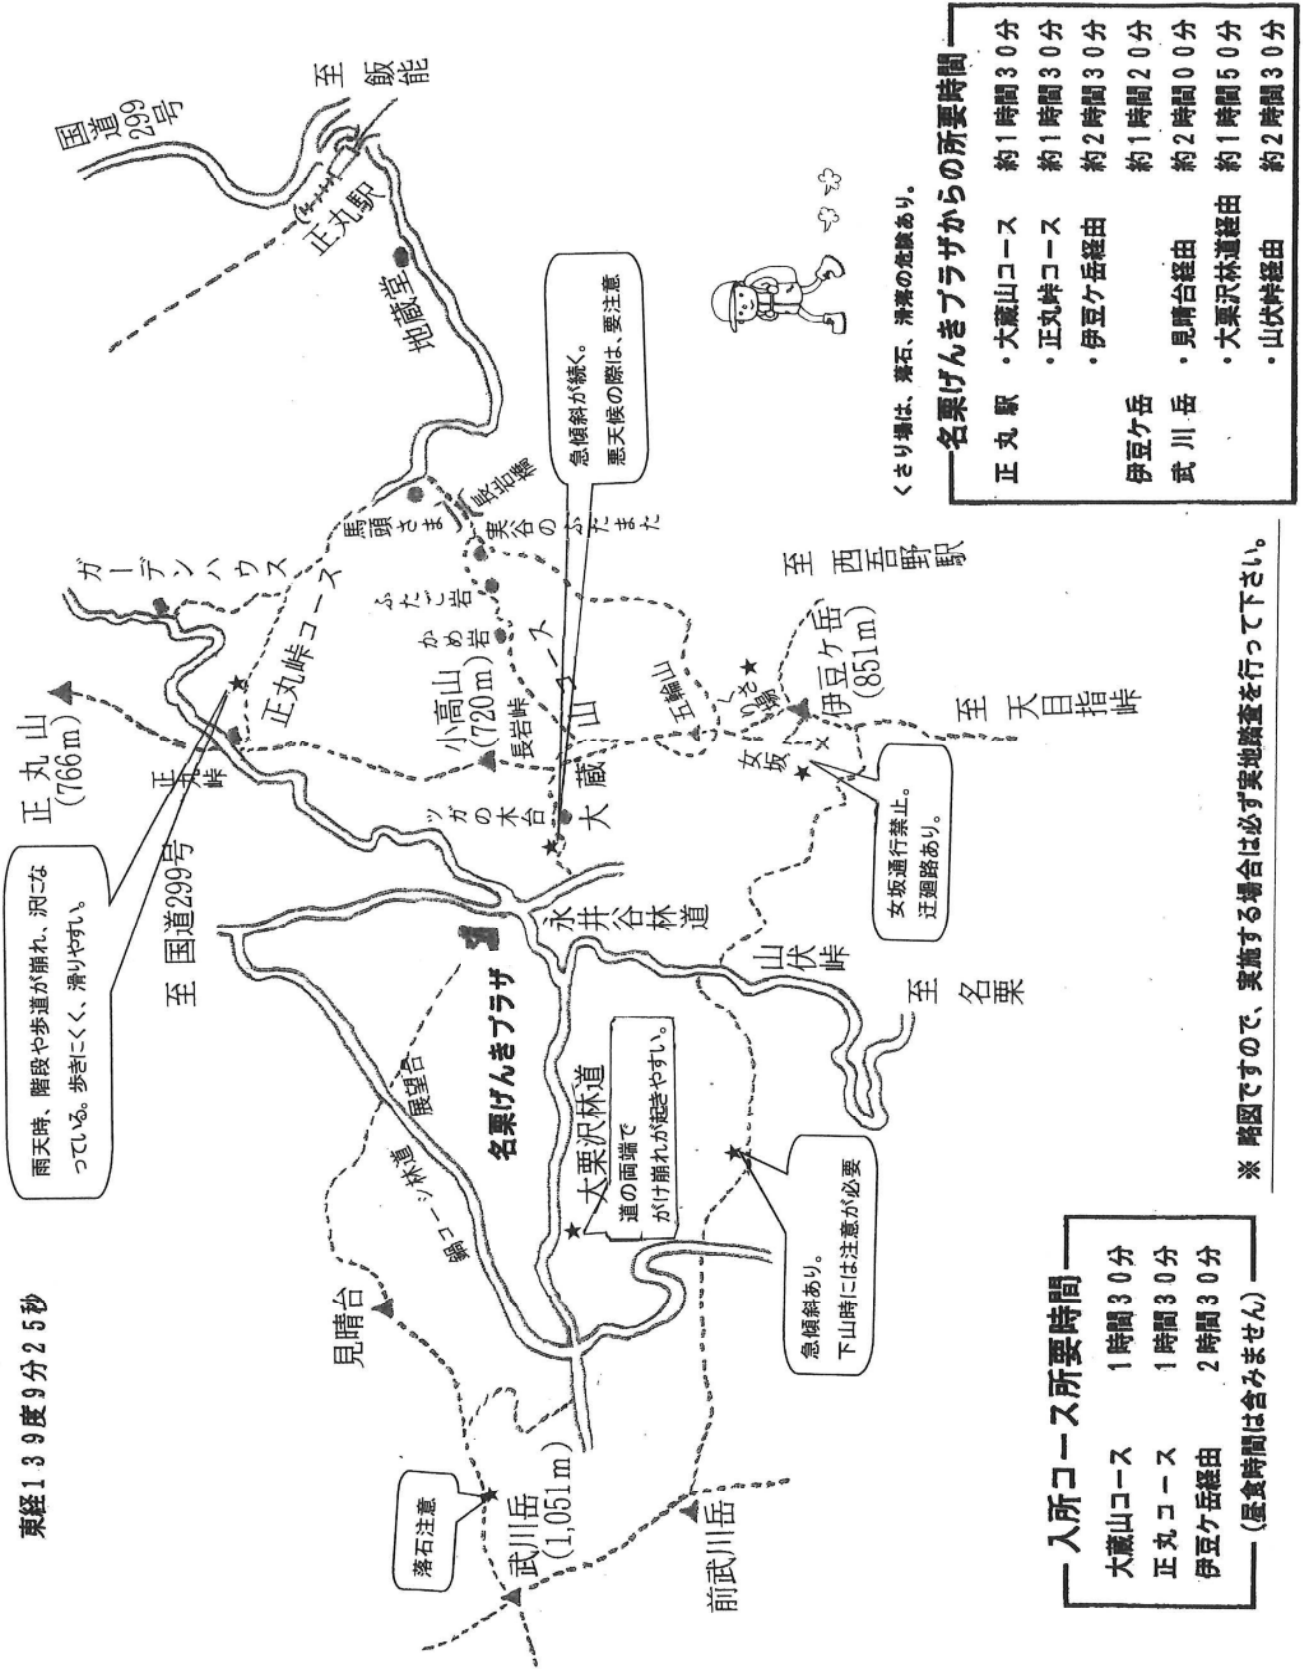 東経139度9分25秒
国道
299号
至 飯能
正丸駅
地蔵堂
正丸山
(766m)
ガーデンハウス
正丸峠
正丸峠コース
馬頭さま
長岩橋
実谷のふたまた
ふたご岩
かめ岩
小高山
(720m)
長岩峠
ツガの木台
大蔵山コース
五輪山
くさり場
女坂
伊豆ケ岳
(851m)
至 西吾野駅
至 天目指峠
雨天時、階段や歩道が崩れ、沢にな
っている。歩きにくく、滑りやすい。
急傾斜が続く。
悪天候の際は、要注意
女坂通行禁止。
迂廻路あり。
至 国道299号
名栗げんきプラザ
永井谷林道
山伏峠
至 名栗
展望台
鍋コーシ林道
大栗沢林道
道の両端で
がけ崩れが起きやすい。
急傾斜あり。
下山時には注意が必要
見晴台
落石注意
武川岳
(1,051m)
前武川岳
くさり場は、落石、滑落の危険あり。
名栗げんきプラザからの所要時間
正丸駅 ・大蔵山コース 約1時間30分
・正丸峠コース 約1時間30分
・伊豆ケ岳経由 約2時間30分
伊豆ケ岳 約1時間20分
武川岳 ・見晴台経由 約2時間00分
・大栗沢林道経由 約1時間50分
・山伏峠経由 約2時間30分
入所コース所要時間
大蔵山コース 1時間30分
正丸コース 1時間30分
伊豆ケ岳経由 2時間30分
(昼食時間は含みません)
※ 略図ですので、実施する場合は必ず実地踏査を行って下さい。